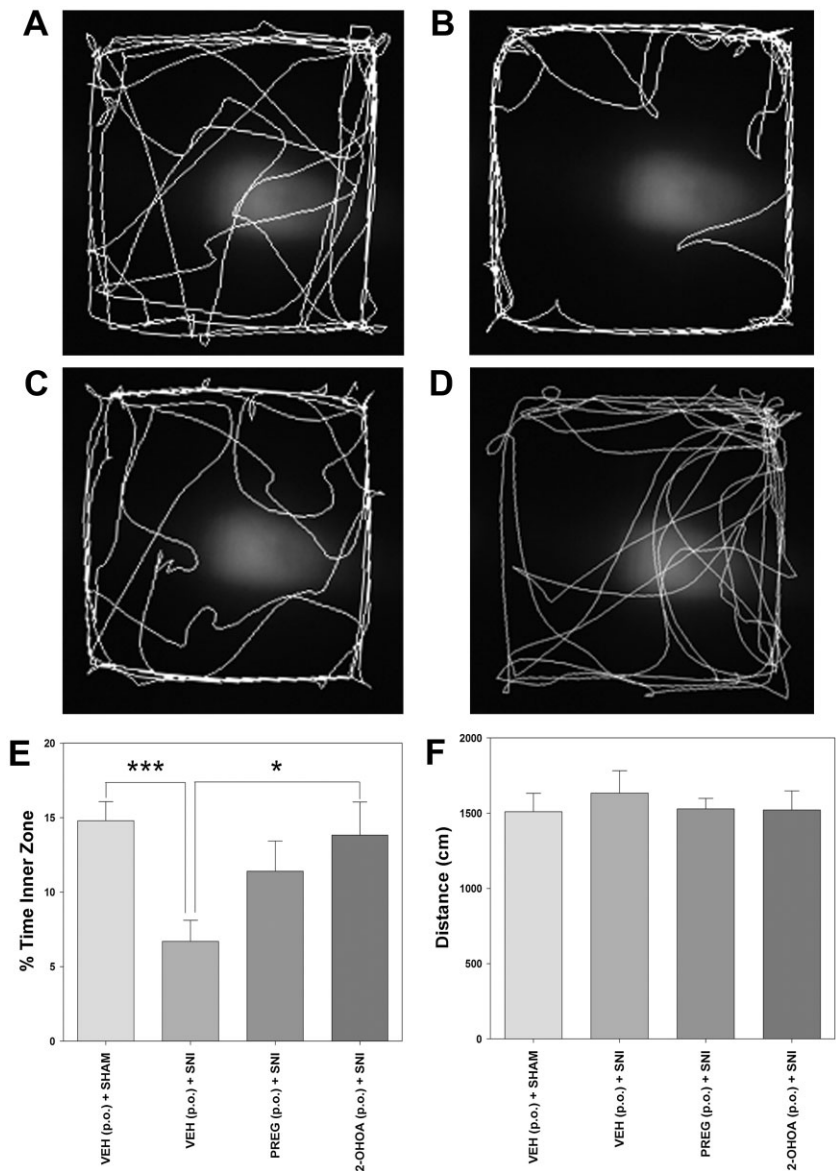 A
B
C
D
E
20
15
10
5
0
% Time Inner Zone
***
*
VEH (p.o.) + SHAM
VEH (p.o.) + SNI
PREG (p.o.) + SNI
2-OHOA (p.o.) + SNI
F
2000
1500
1000
500
0
Distance (cm)
VEH (p.o.) + SHAM
VEH (p.o.) + SNI
PREG (p.o.) + SNI
2-OHOA (p.o.) + SNI